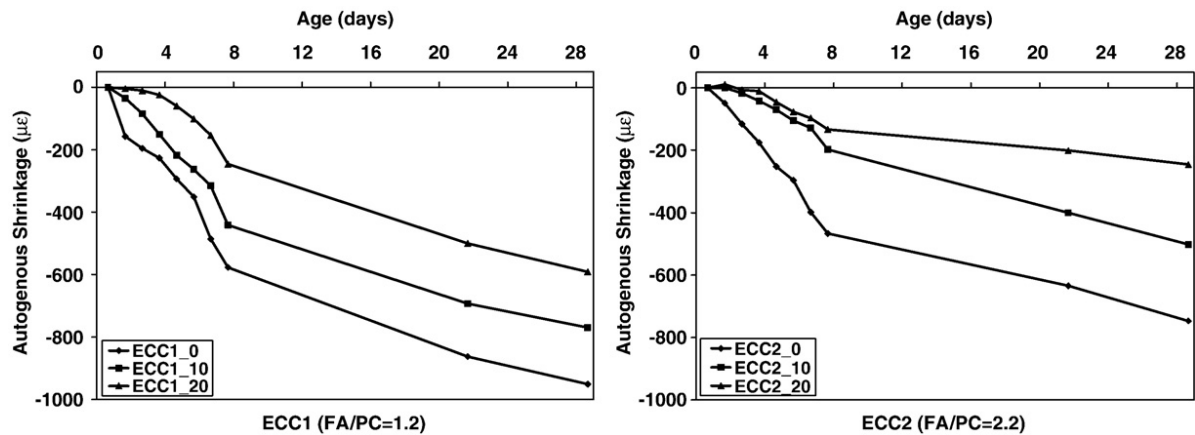 Age (days)
0 4 8 12 16 20 24 28
0
-200
-400
-600
-800
-1000
Autogenous Shrinkage (με)
ECC1_0
ECC1_10
ECC1_20
ECC1 (FA/PC=1.2)
Age (days)
0 4 8 12 16 20 24 28
0
-200
-400
-600
-800
-1000
Autogenous Shrinkage (με)
ECC2_0
ECC2_10
ECC2_20
ECC2 (FA/PC=2.2)